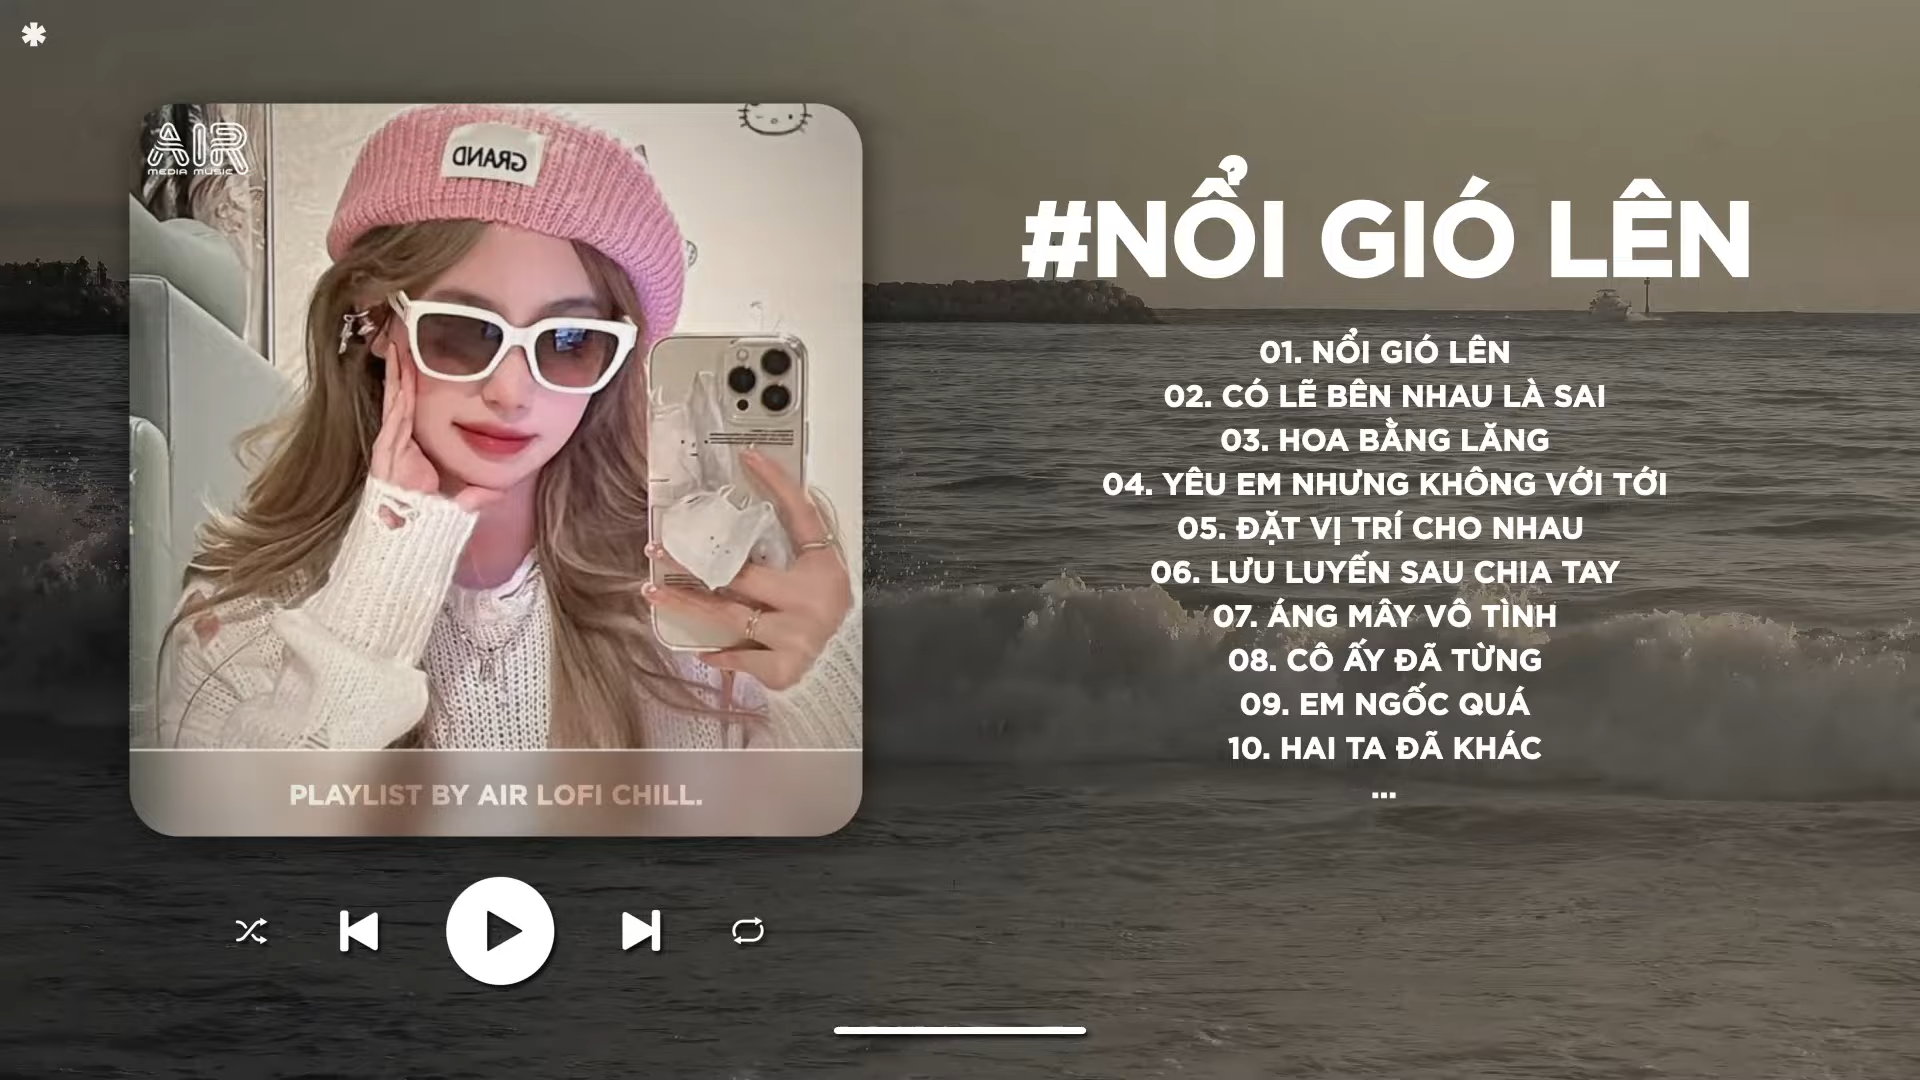 AIR
MEDIA MUSIC
GRAND
PLAYLIST BY AIR LOFI CHILL.
#NỔI GIÓ LÊN
01. NỔI GIÓ LÊN
02. CÓ LẼ BÊN NHAU LÀ SAI
03. HOA BẰNG LĂNG
04. YÊU EM NHƯNG KHÔNG VỚI TỚI
05. ĐẶT VỊ TRÍ CHO NHAU
06. LƯU LUYẾN SAU CHIA TAY
07. ÁNG MÂY VÔ TÌNH
08. CÔ ẤY ĐÃ TỪNG
09. EM NGỐC QUÁ
10. HAI TA ĐÃ KHÁC
...